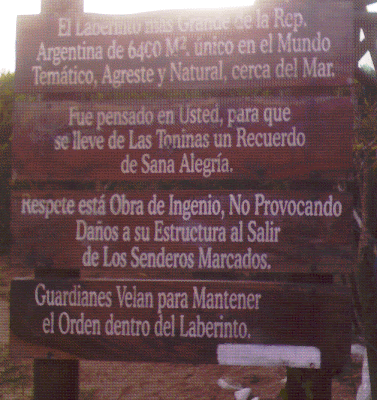 El Laberinto más Grande de la Rep.
Argentina de 6400 M², único en el Mundo
Temático, Agreste y Natural, cerca del Mar.
Fue pensado en Usted, para que
se lleve de Las Toninas un Recuerdo
de Sana Alegría.
Respete está Obra de Ingenio, No Provocando
Daños a su Estructura al Salir
de Los Senderos Marcados.
Guardianes Velan para Mantener
el Orden dentro del Laberinto.